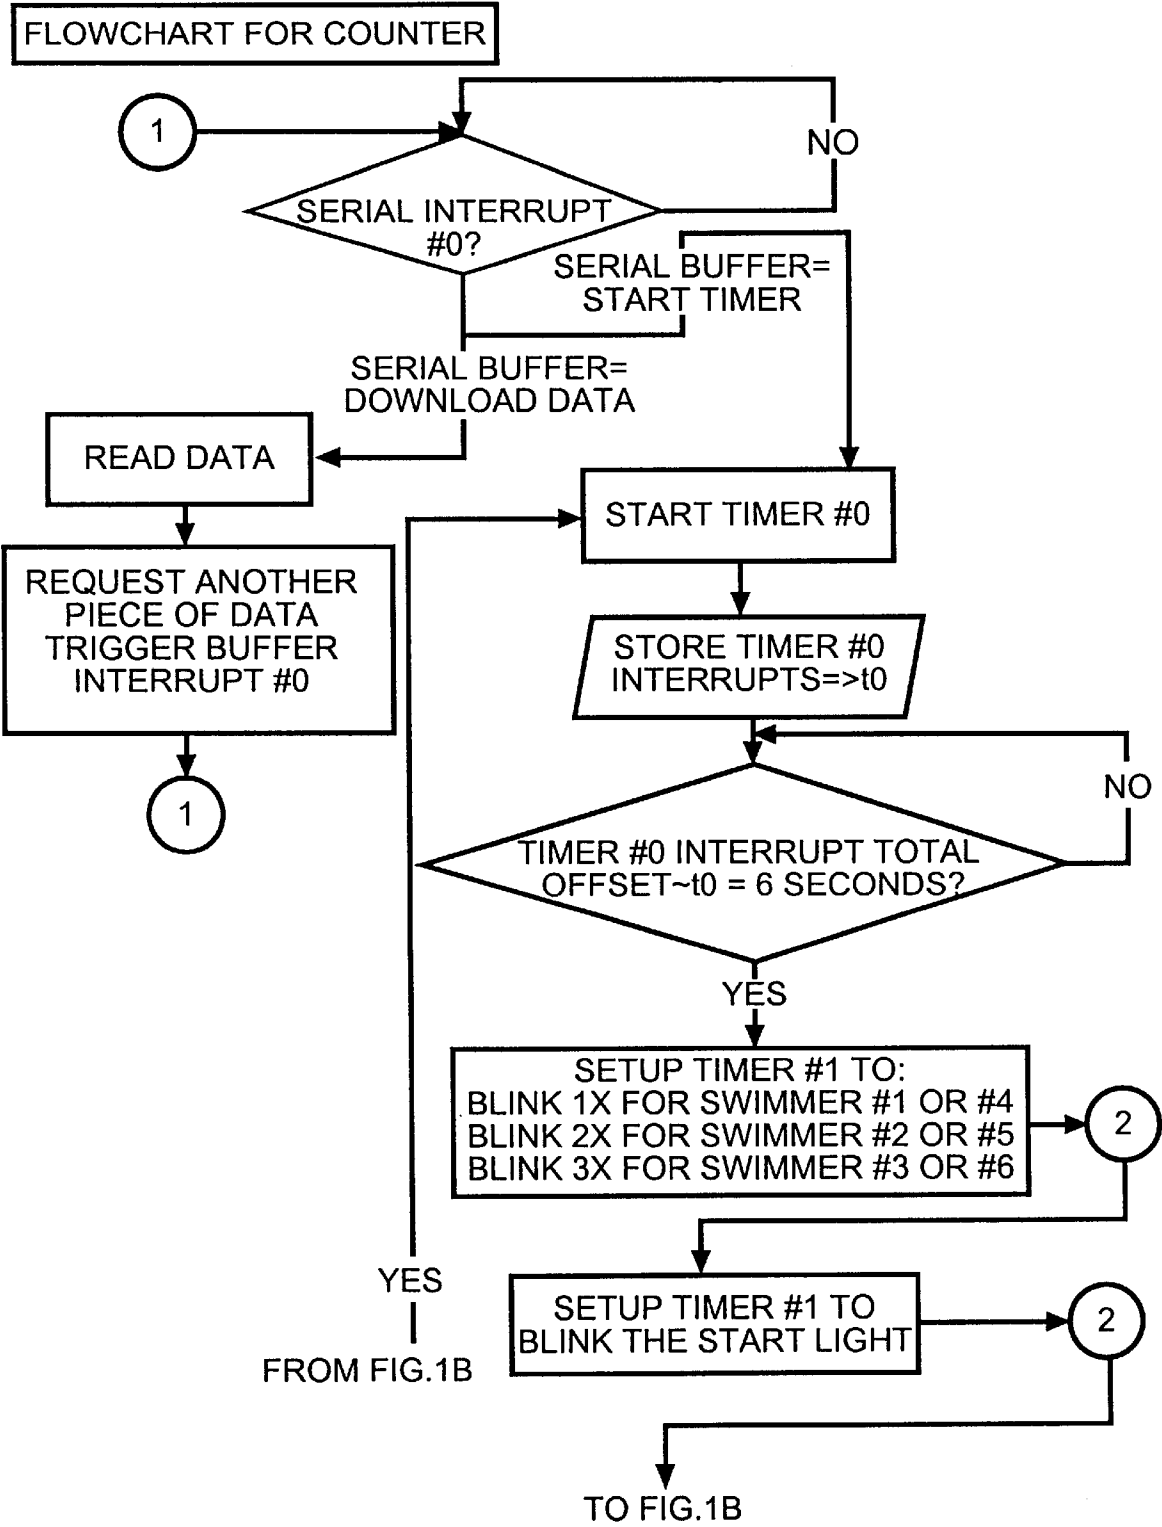 FLOWCHART FOR COUNTER
1
NO
SERIAL INTERRUPT
#0?
SERIAL BUFFER=
START TIMER
SERIAL BUFFER=
DOWNLOAD DATA
READ DATA
START TIMER #0
REQUEST ANOTHER
PIECE OF DATA
TRIGGER BUFFER
INTERRUPT #0
STORE TIMER #0
INTERRUPTS=>t0
NO
1
TIMER #0 INTERRUPT TOTAL
OFFSET~t0 = 6 SECONDS?
YES
SETUP TIMER #1 TO:
BLINK 1X FOR SWIMMER #1 OR #4
BLINK 2X FOR SWIMMER #2 OR #5
BLINK 3X FOR SWIMMER #3 OR #6
2
YES
SETUP TIMER #1 TO
BLINK THE START LIGHT
2
FROM FIG.1B
TO FIG.1B